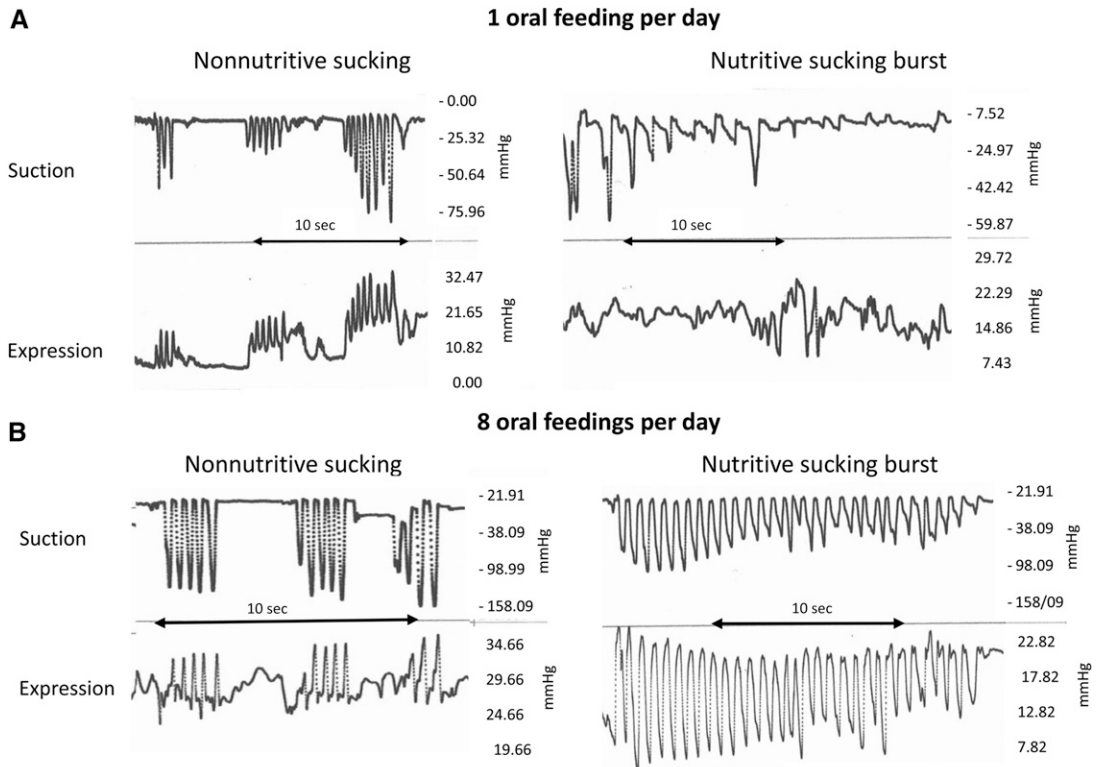 A
1 oral feeding per day
Nonnutritive sucking
Nutritive sucking burst
Suction
- 0.00
- 25.32
- 50.64
- 75.96
mmHg
- 7.52
- 24.97
- 42.42
- 59.87
mmHg
10 sec
10 sec
Expression
32.47
21.65
10.82
0.00
mmHg
29.72
22.29
14.86
7.43
mmHg
B
8 oral feedings per day
Nonnutritive sucking
Nutritive sucking burst
Suction
- 21.91
- 38.09
- 98.99
- 158.09
mmHg
- 21.91
- 38.09
- 98.09
- 158/09
mmHg
10 sec
10 sec
Expression
34.66
29.66
24.66
19.66
mmHg
22.82
17.82
12.82
7.82
mmHg